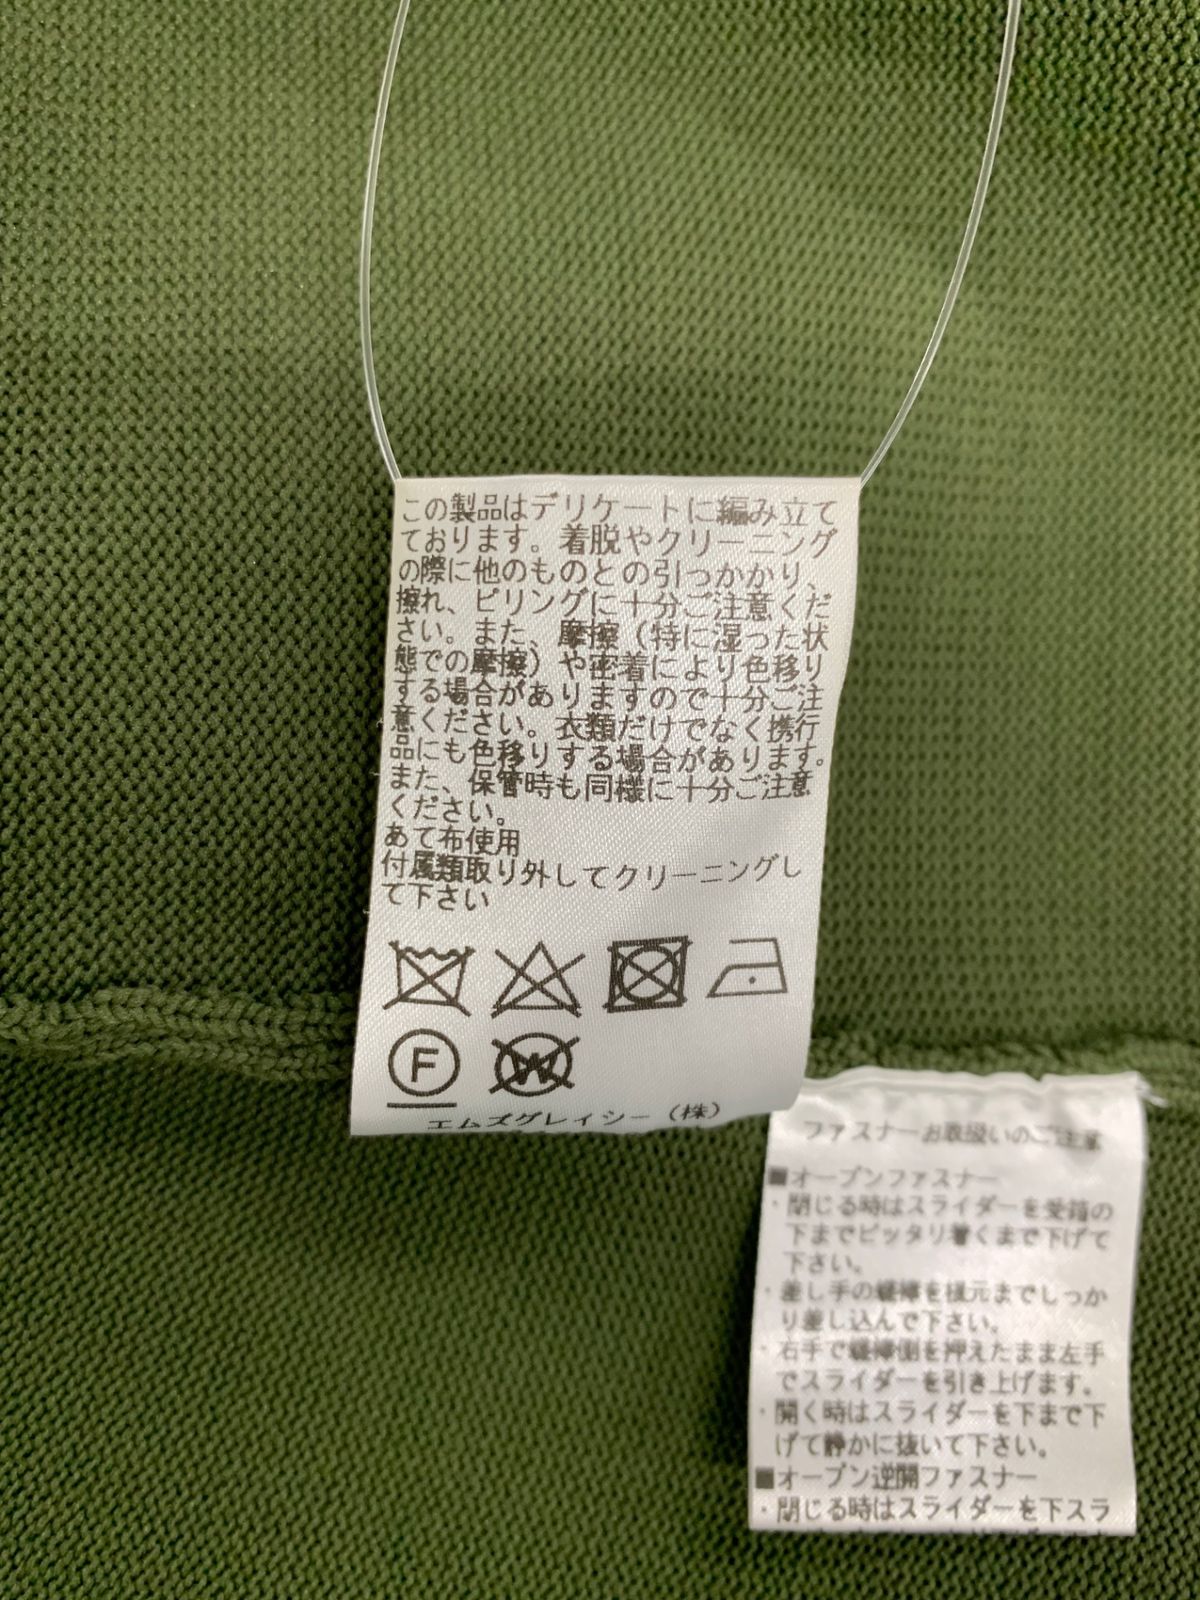 この製品はデリケートに編み立て
ております。着脱やクリーニング
の際に他のものとの引っかかり、
擦れ、ピリングに十分ご注意くだ
さい。また、摩擦（特に湿った状
態での摩擦）や密着により色移り
する場合がありますので十分ご注
意ください。衣類だけでなく携行
品にも色移りする場合があります。
また、保管時も同様に十分ご注意
ください。
あて布使用
付属類取り外してクリーニングし
て下さい
F
W
エムズグレイシー（株）
ファスナーお取扱いのご注意
■オープンファスナー
・閉じる時はスライダーを受箱の
下までピッタリ着くまで下げて
下さい。
・差し手の蝶棒を根元までしっか
り差し込んで下さい。
・右手で蝶棒側を押えたまま左手
でスライダーを引き上げます。
・開く時はスライダーを下まで下
げて静かに抜いて下さい。
■オープン逆開ファスナー
・閉じる時はスライダーを下スラ